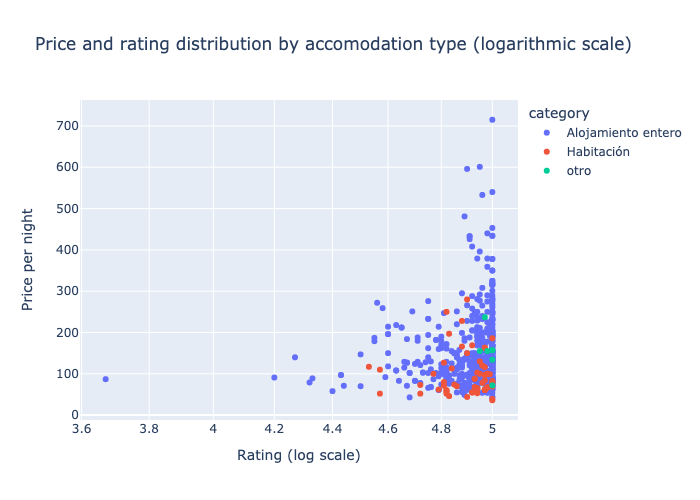 Price and rating distribution by accomodation type (logarithmic scale)
category
Alojamiento entero
Habitación
otro
Price per night
700
600
500
400
300
200
100
0
3.6 3.8 4 4.2 4.4 4.6 4.8 5
Rating (log scale)